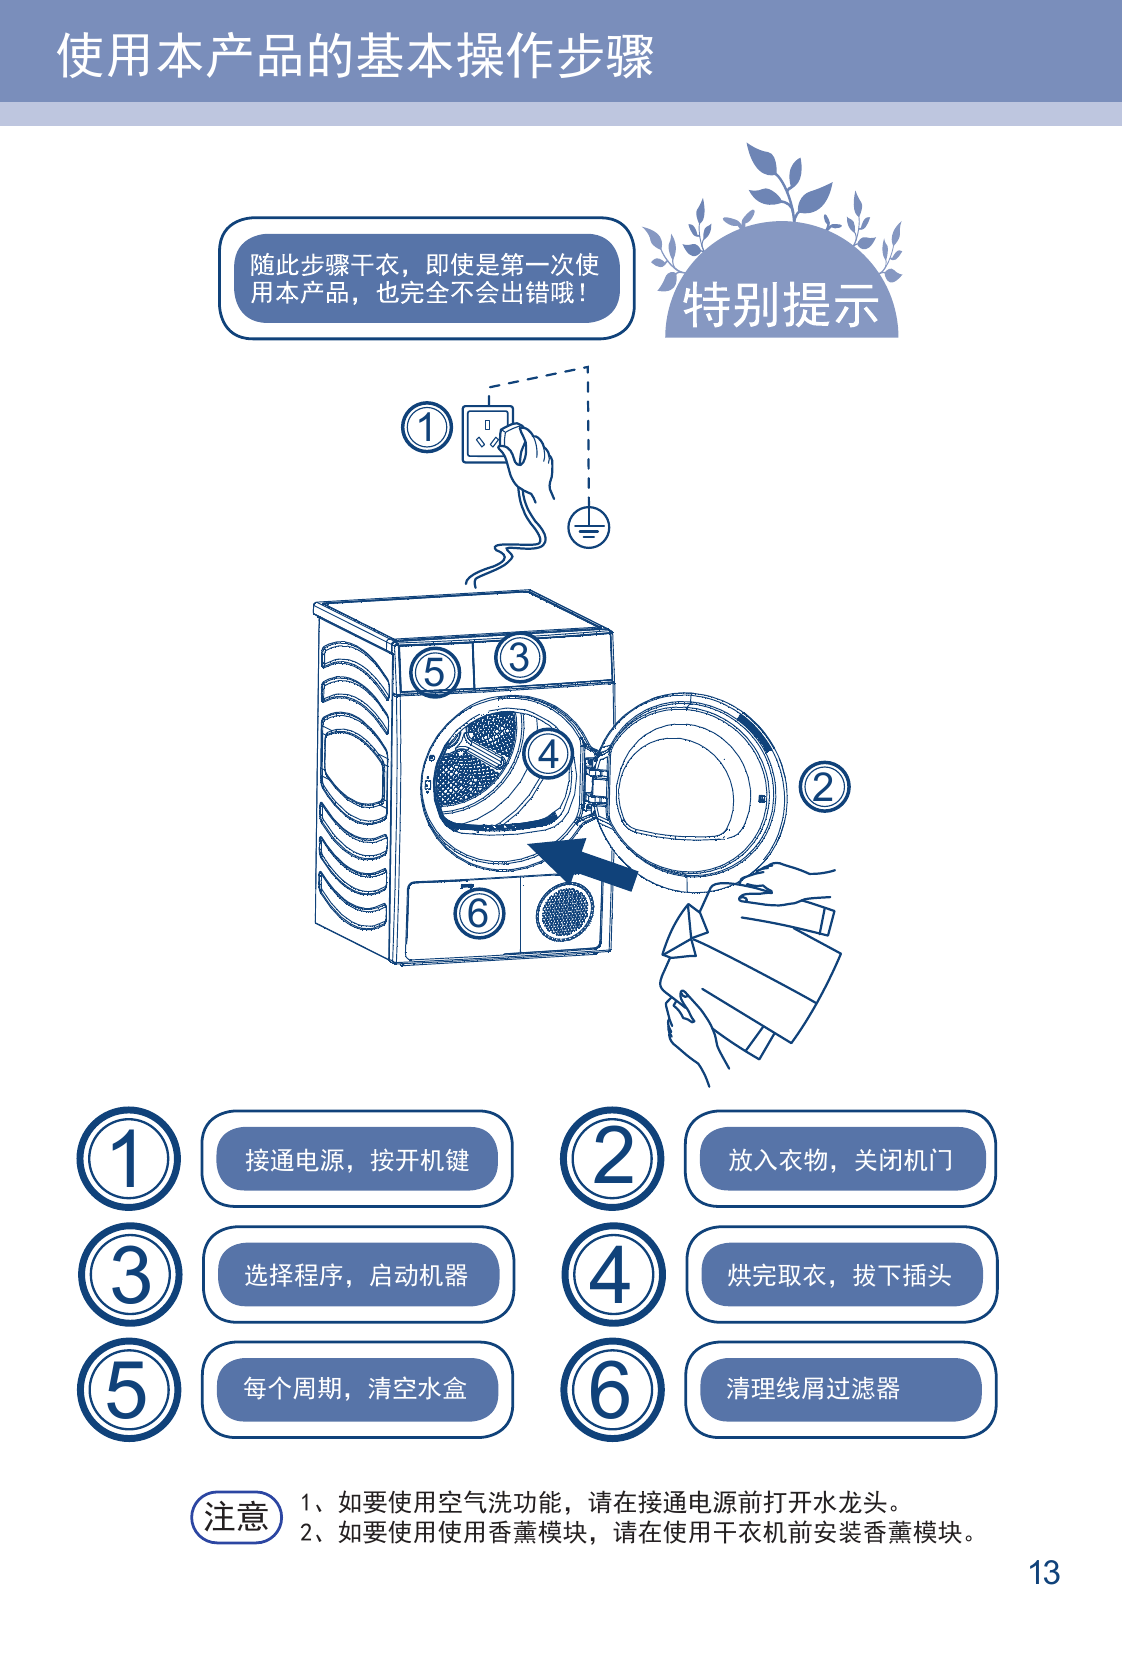 使用本产品的基本操作步骤
随此步骤干衣，即使是第一次使
用本产品，也完全不会出错哦！
特别提示
1
5
3
4
2
6
1
接通电源，按开机键
2
放入衣物，关闭机门
3
选择程序，启动机器
4
烘完取衣，拔下插头
5
每个周期，清空水盒
6
清理线屑过滤器
注意
1、如要使用空气洗功能，请在接通电源前打开水龙头。
2、如要使用使用香薰模块，请在使用干衣机前安装香薰模块。
13